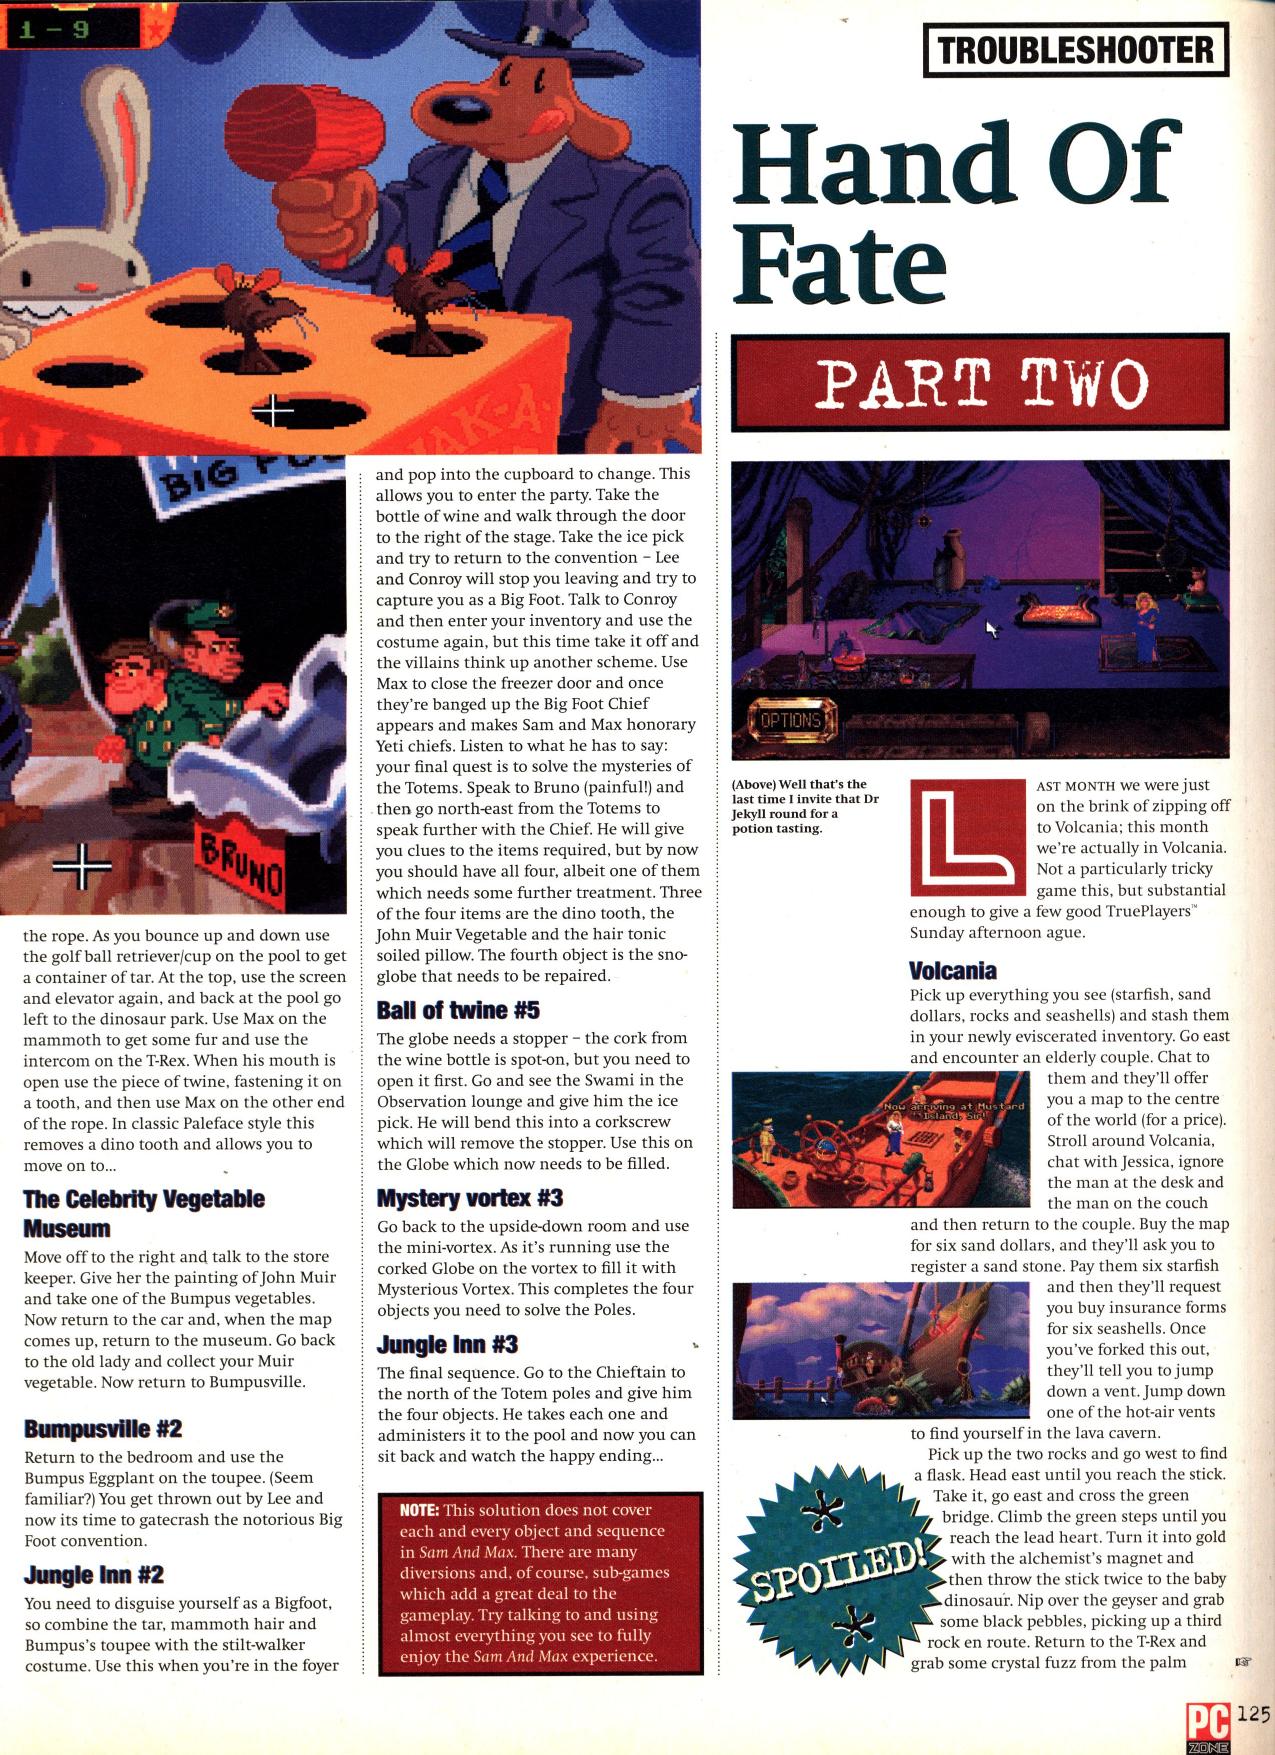 1 - 9
BIG FOO
BRUNO
the rope. As you bounce up and down use
the golf ball retriever/cup on the pool to get
a container of tar. At the top, use the screen
and elevator again, and back at the pool go
left to the dinosaur park. Use Max on the
mammoth to get some fur and use the
intercom on the T-Rex. When his mouth is
open use the piece of twine, fastening it on
a tooth, and then use Max on the other end
of the rope. In classic Paleface style this
removes a dino tooth and allows you to
move on to...
The Celebrity Vegetable
Museum
Move off to the right and talk to the store
keeper. Give her the painting of John Muir
and take one of the Bumpus vegetables.
Now return to the car and, when the map
comes up, return to the museum. Go back
to the old lady and collect your Muir
vegetable. Now return to Bumpusville.
Bumpusville #2
Return to the bedroom and use the
Bumpus Eggplant on the toupee. (Seem
familiar?) You get thrown out by Lee and
now its time to gatecrash the notorious Big
Foot convention.
Jungle Inn #2
You need to disguise yourself as a Bigfoot,
so combine the tar, mammoth hair and
Bumpus's toupee with the stilt-walker
costume. Use this when you're in the foyer
and pop into the cupboard to change. This
allows you to enter the party. Take the
bottle of wine and walk through the door
to the right of the stage. Take the ice pick
and try to return to the convention – Lee
and Conroy will stop you leaving and try to
capture you as a Big Foot. Talk to Conroy
and then enter your inventory and use the
costume again, but this time take it off and
the villains think up another scheme. Use
Max to close the freezer door and once
they're banged up the Big Foot Chief
appears and makes Sam and Max honorary
Yeti chiefs. Listen to what he has to say:
your final quest is to solve the mysteries of
the Totems. Speak to Bruno (painful!) and
then go north-east from the Totems to
speak further with the Chief. He will give
you clues to the items required, but by now
you should have all four, albeit one of them
which needs some further treatment. Three
of the four items are the dino tooth, the
John Muir Vegetable and the hair tonic
soiled pillow. The fourth object is the sno-
globe that needs to be repaired.
Ball of twine #5
The globe needs a stopper – the cork from
the wine bottle is spot-on, but you need to
open it first. Go and see the Swami in the
Observation lounge and give him the ice
pick. He will bend this into a corkscrew
which will remove the stopper. Use this on
the Globe which now needs to be filled.
Mystery vortex #3
Go back to the upside-down room and use
the mini-vortex. As it's running use the
corked Globe on the vortex to fill it with
Mysterious Vortex. This completes the four
objects you need to solve the Poles.
Jungle Inn #3
The final sequence. Go to the Chieftain to
the north of the Totem poles and give him
the four objects. He takes each one and
administers it to the pool and now you can
sit back and watch the happy ending...
NOTE: This solution does not cover
each and every object and sequence
in Sam And Max. There are many
diversions and, of course, sub-games
which add a great deal to the
gameplay. Try talking to and using
almost everything you see to fully
enjoy the Sam And Max experience.
TROUBLESHOOTER
Hand Of
Fate
PART TWO
OPTIONS
(Above) Well that's the
last time I invite that Dr
Jekyll round for a
potion tasting.
LAST MONTH we were just
on the brink of zipping off
to Volcania; this month
we're actually in Volcania.
Not a particularly tricky
game this, but substantial
enough to give a few good TruePlayers™
Sunday afternoon ague.
Volcania
Pick up everything you see (starfish, sand
dollars, rocks and seashells) and stash them
in your newly eviscerated inventory. Go east
and encounter an elderly couple. Chat to
them and they'll offer
you a map to the centre
of the world (for a price).
Stroll around Volcania,
chat with Jessica, ignore
the man at the desk and
the man on the couch
and then return to the couple. Buy the map
for six sand dollars, and they'll ask you to
register a sand stone. Pay them six starfish
and then they'll request
you buy insurance forms
for six seashells. Once
you've forked this out,
they'll tell you to jump
down a vent. Jump down
one of the hot-air vents
to find yourself in the lava cavern.
Pick up the two rocks and go west to find
a flask. Head east until you reach the stick.
Take it, go east and cross the green
bridge. Climb the green steps until you
reach the lead heart. Turn it into gold
with the alchemist's magnet and
then throw the stick twice to the baby
dinosaur. Nip over the geyser and grab
some black pebbles, picking up a third
rock en route. Return to the T-Rex and
grab some crystal fuzz from the palm
Now arriving at Mustard
Island, Sir!
SPOILED!
PC
ZONE
125